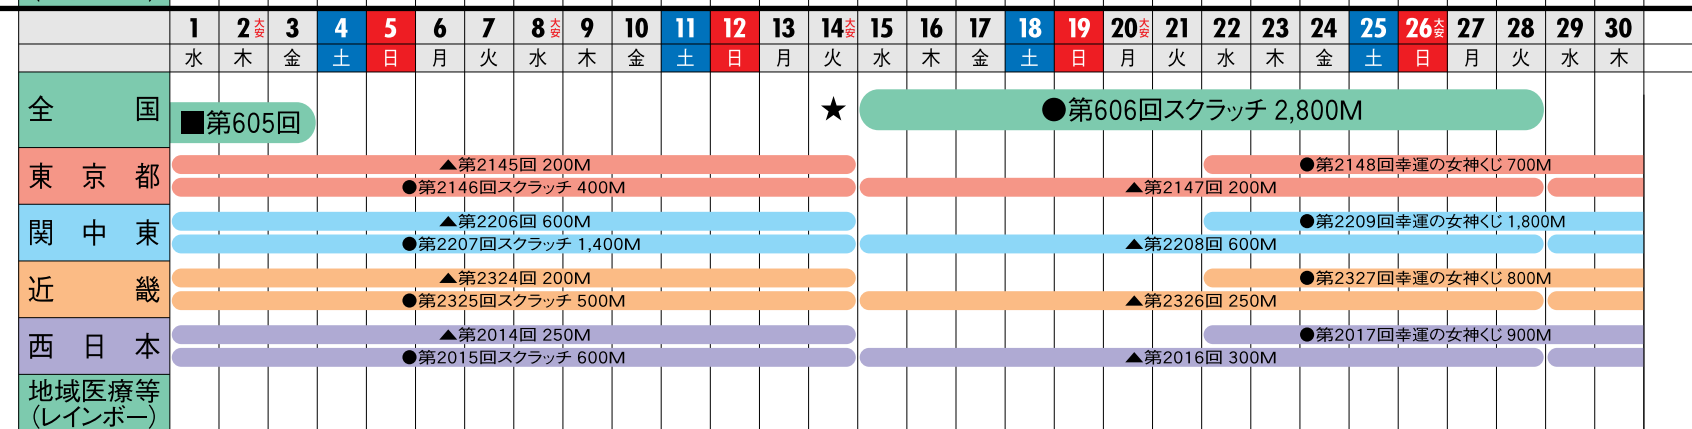 1 2大安 3 4 5 6 7 8大安 9 10 11 12 13 14大安 15 16 17 18 19 20大安 21 22 23 24 25 26大安 27 28 29 30
水 木 金 土 日 月 火 水 木 金 土 日 月 火 水 木 金 土 日 月 火 水 木 金 土 日 月 火 水 木
全国 ■第605回 ★ ●第606回スクラッチ 2,800M
東京都
▲第2145回 200M ●第2148回幸運の女神くじ 700M
●第2146回スクラッチ 400M ▲第2147回 200M
関中東
▲第2206回 600M ●第2209回幸運の女神くじ 1,800M
●第2207回スクラッチ 1,400M ▲第2208回 600M
近畿
▲第2324回 200M ●第2327回幸運の女神くじ 800M
●第2325回スクラッチ 500M ▲第2326回 250M
西日本
▲第2014回 250M ●第2017回幸運の女神くじ 900M
●第2015回スクラッチ 600M ▲第2016回 300M
地域医療等
(レインボー)